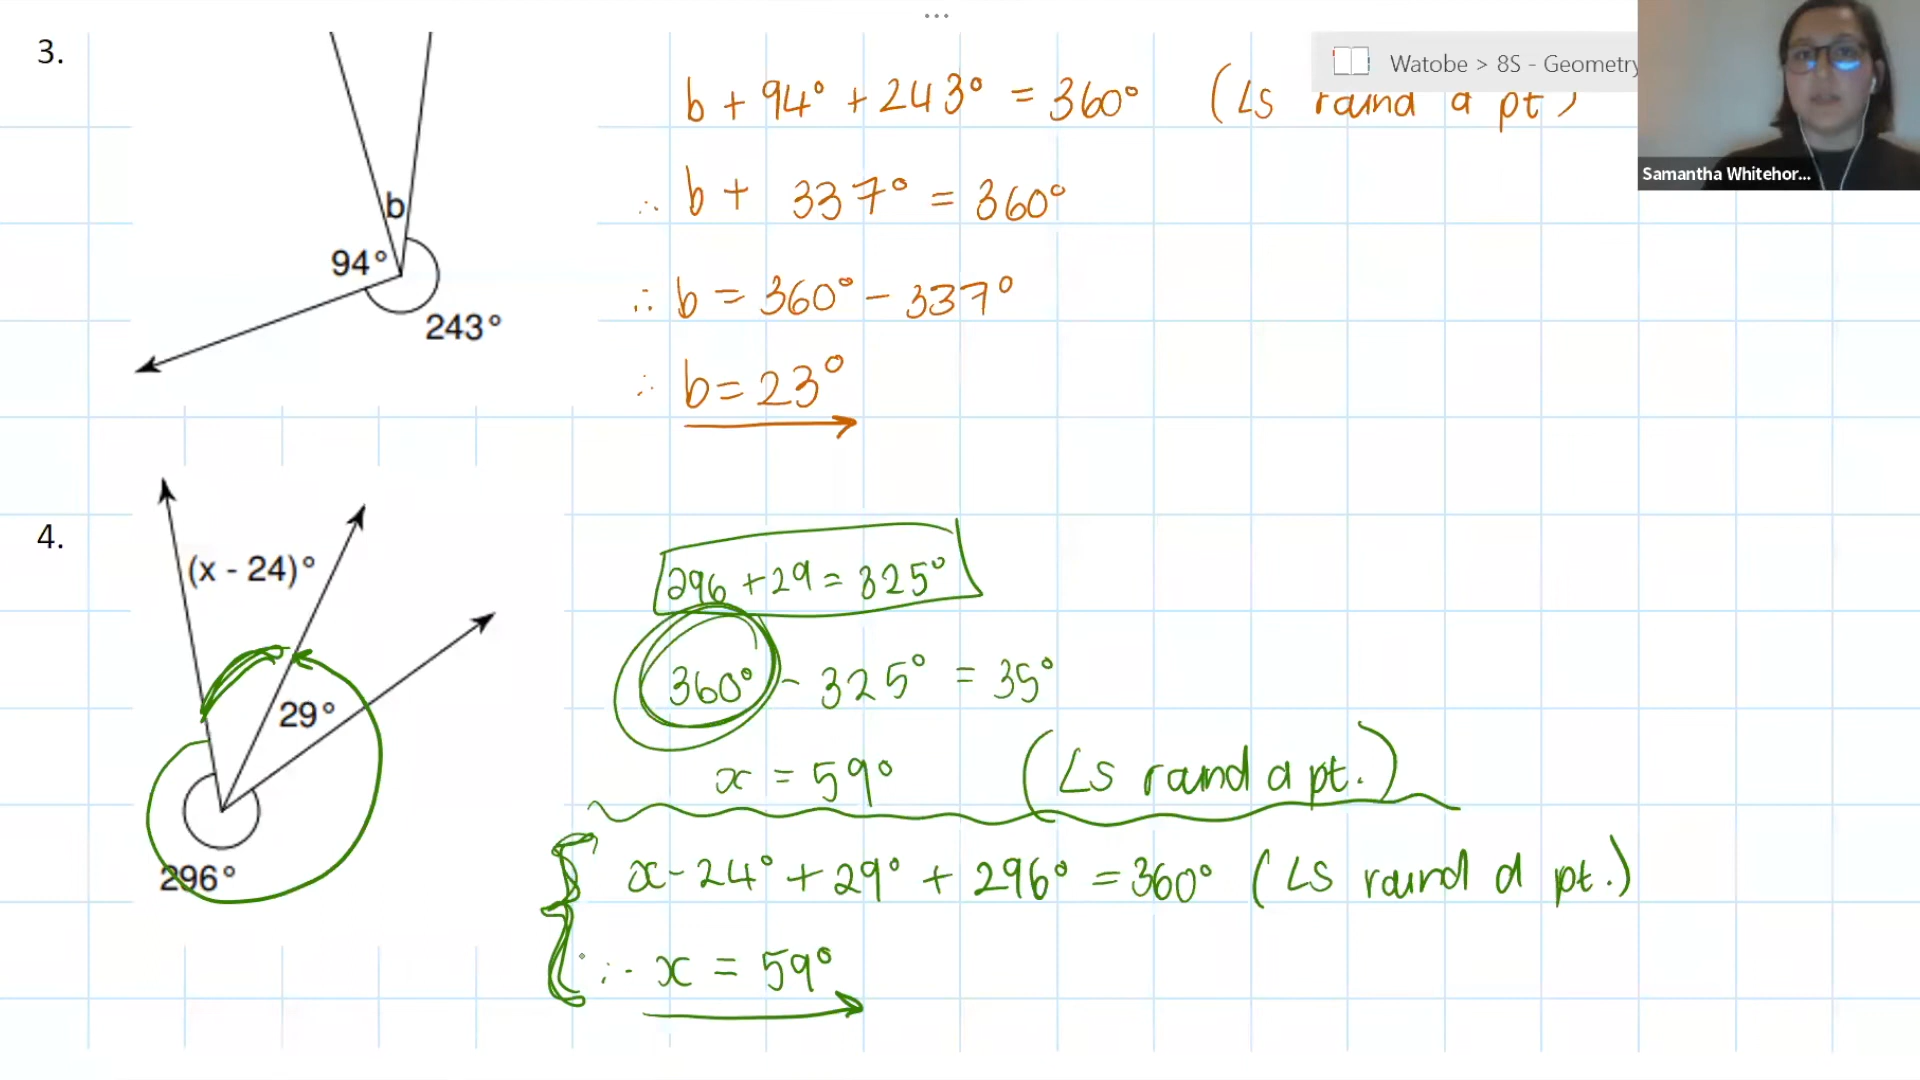 ...
3.
b + 94° + 243° = 360° (∠s round a pt)
Watobe > 8S - Geometry
Samantha Whitehor...
b
94°
243°
∴ b + 337° = 360°
∴ b = 360° - 337°
∴ b = 23°
4.
(x - 24)°
29°
296°
296 + 29 = 325°
360° - 325° = 35°
x = 59° (∠s round a pt.)
x - 24° + 29° + 296° = 360° (∠s round a pt.)
∴ x = 59°